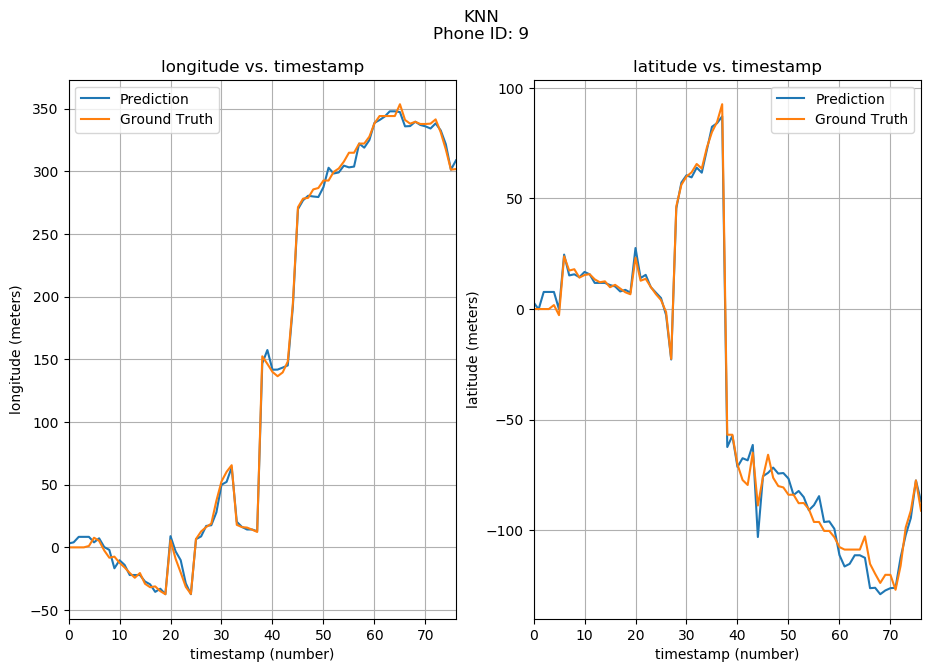 KNN
Phone ID: 9
longitude vs. timestamp
Prediction
Ground Truth
350
300
250
200
150
100
50
0
−50
0 10 20 30 40 50 60 70
longitude (meters)
timestamp (number)
latitude vs. timestamp
Prediction
Ground Truth
100
50
0
−50
−100
0 10 20 30 40 50 60 70
latitude (meters)
timestamp (number)